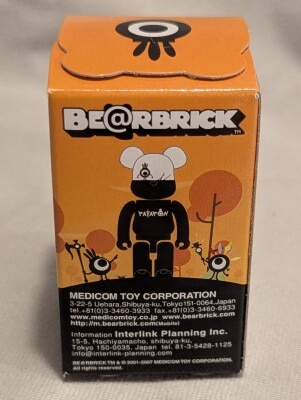 BE@RBRICK™
PATAPON
MEDICOM TOY CORPORATION
3-22-5 Uehara,Shibuya-ku,Tokyo151-0064,Japan
tel.+81(0)3-3460-3933 fax.+81(0)3-3460-6933
www.medicomtoy.co.jp www.bearbrick.com
http://m.bearbrick.com(Mobile)
Information Interlink Planning Inc.
15-5, Hachiyamacho, shibuya-ku,
Tokyo 150-0035, Japan tel. 81-3-5428-1125
info@interlink-planning.com
BE@RBRICK TM & © 2001-2007 MEDICOM TOY CORPORATION.
All rights reserved.